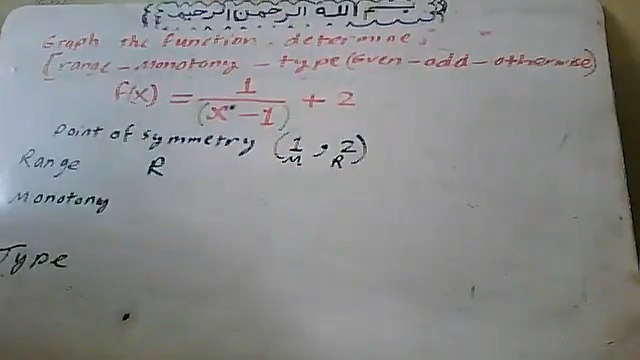 بسم الله الرحمن الرحيم
Graph the function, determine:
[range - Monotony - type (Even - odd - otherwise)
f(x) = 1/(x - 1) + 2
Point of symmetry (1, 2)
M R
Range R
Monotony
Type